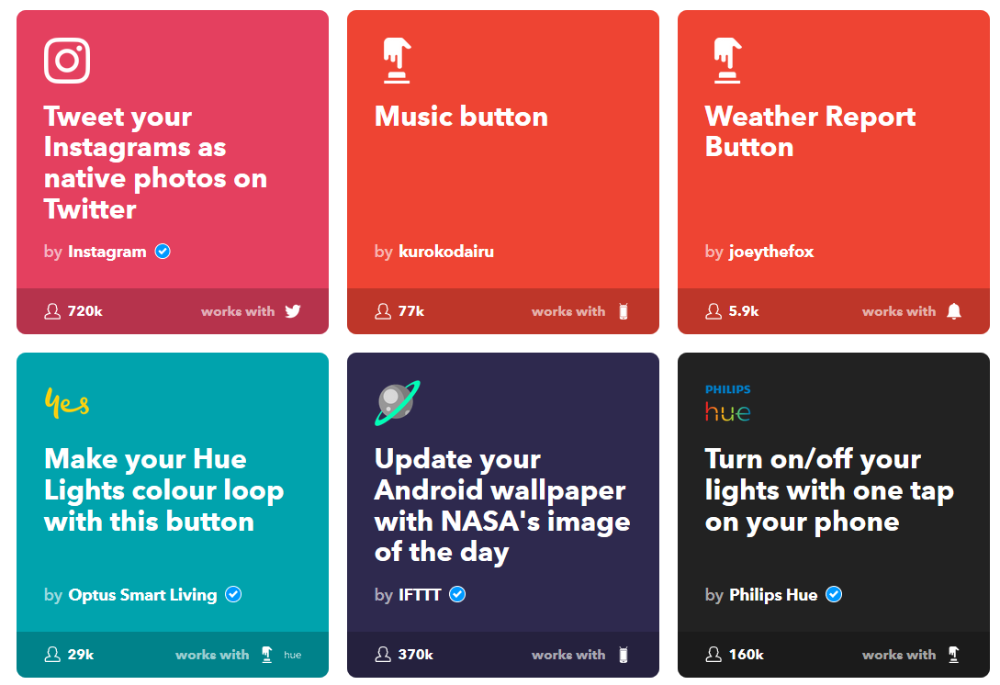 Tweet your
Instagrams as
native photos on
Twitter
by Instagram
720k works with
Music button
by kurokodairu
77k works with
Weather Report
Button
by joeythefox
5.9k works with
yes
Make your Hue
Lights colour loop
with this button
by Optus Smart Living
29k works with hue
Update your
Android wallpaper
with NASA's image
of the day
by IFTTT
370k works with
PHILIPS
hue
Turn on/off your
lights with one tap
on your phone
by Philips Hue
160k works with